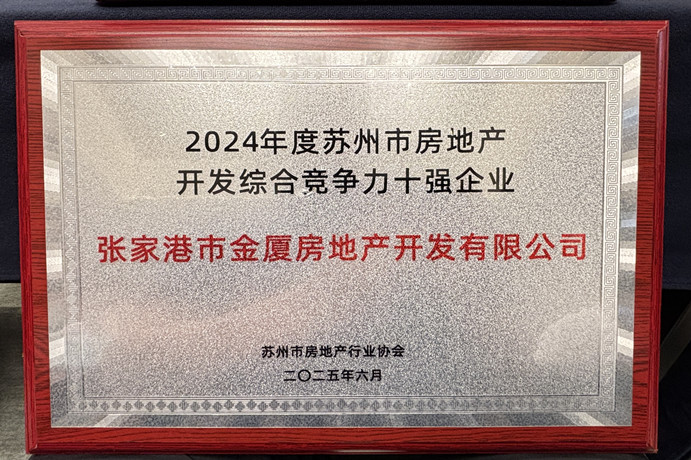 2024年度苏州市房地产
开发综合竞争力十强企业
张家港市金厦房地产开发有限公司
苏州市房地产行业协会
二〇二五年六月